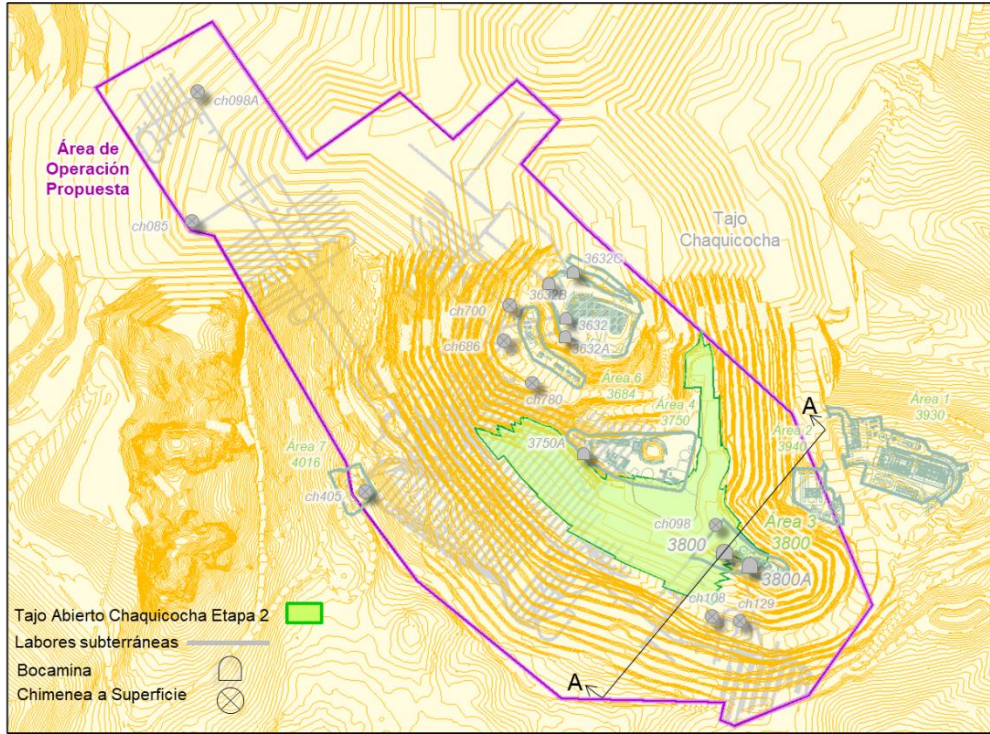 ch098A
Área de
Operación
Propuesta
ch085
Tajo
Chaquicocha
3632C
3632B
ch700
3632
ch686
3632A
ch780
Área 6
3684
Área 4
3750
Área 1
3930
A
Área 2
3940
3750A
Área 7
4016
ch405
ch098
3800
Área 3
3800
3800A
ch108
ch129
A
Tajo Abierto Chaquicocha Etapa 2
Labores subterráneas
Bocamina
Chimenea a Superficie